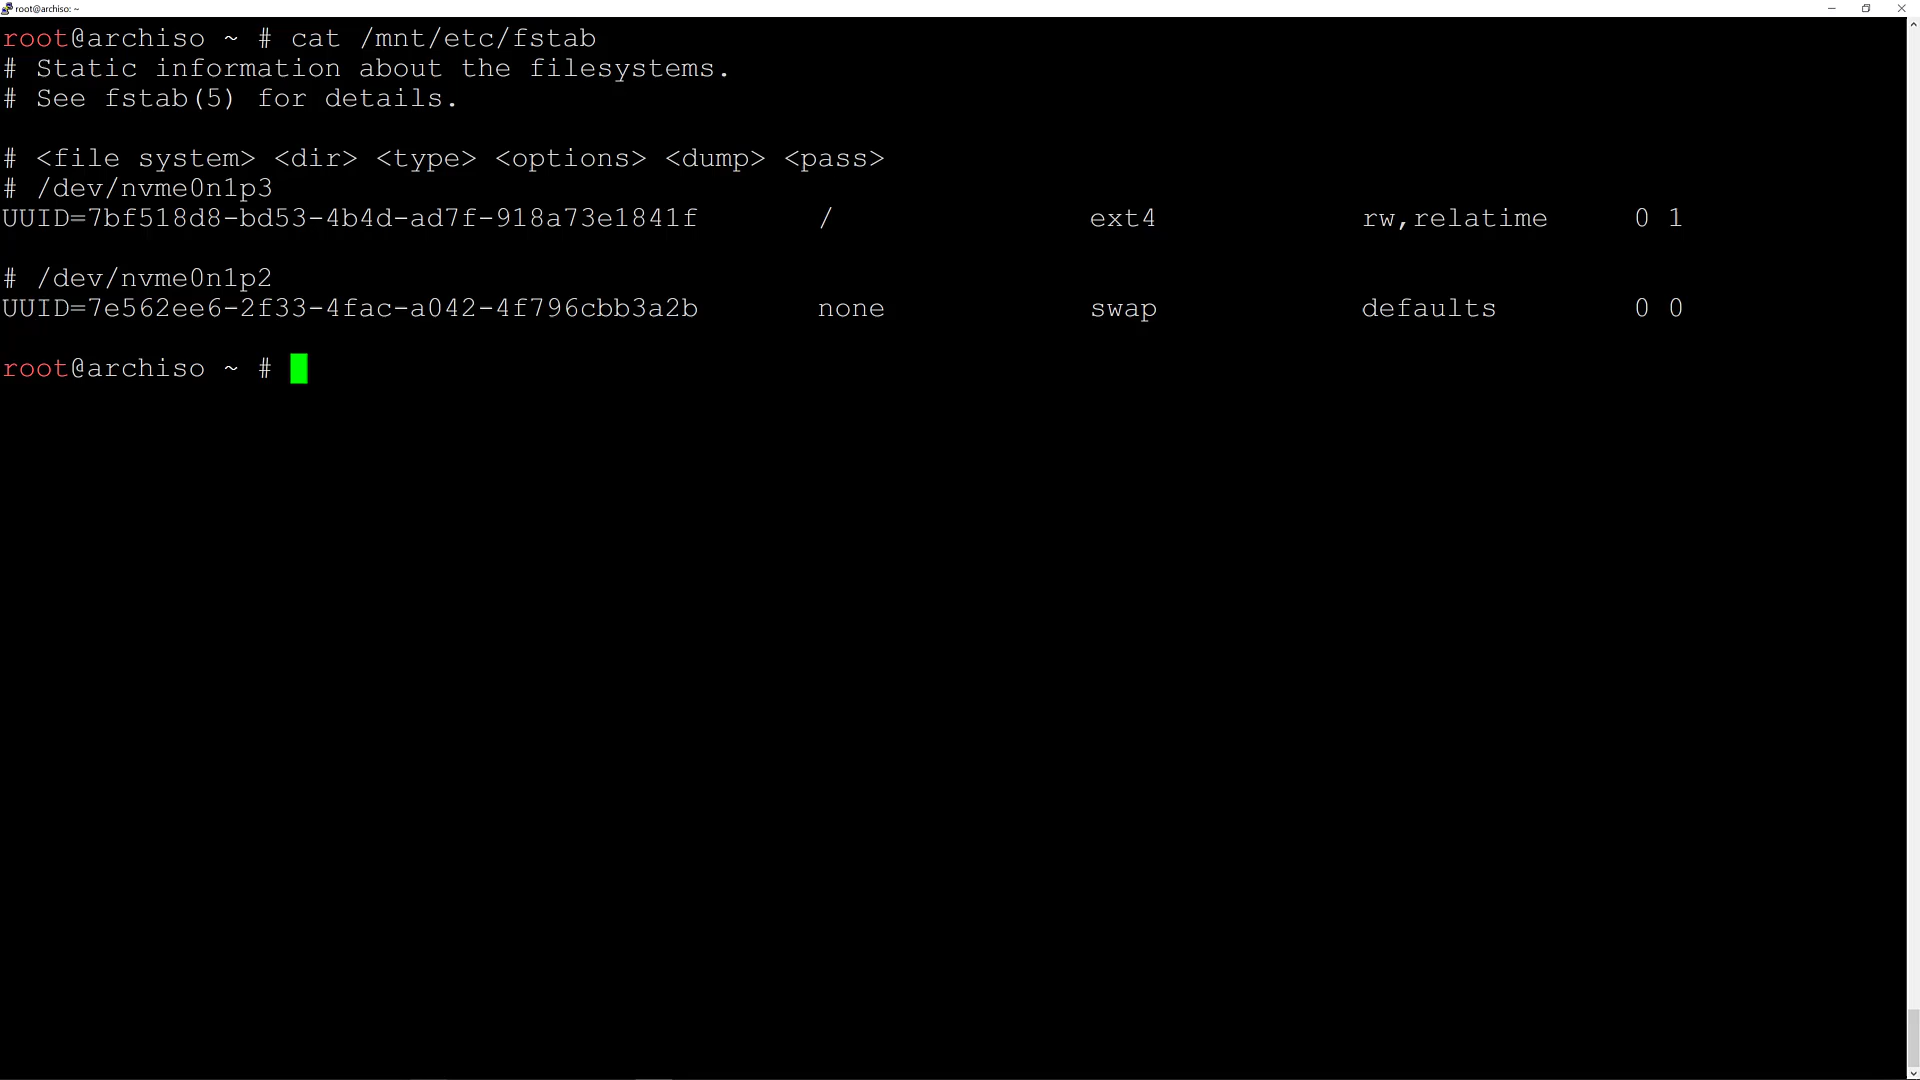 root@archiso: ~
root@archiso ~ # cat /mnt/etc/fstab
# Static information about the filesystems.
# See fstab(5) for details.
# <file system> <dir> <type> <options> <dump> <pass>
# /dev/nvme0n1p3
UUID=7bf518d8-bd53-4b4d-ad7f-918a73e1841f / ext4 rw,relatime 0 1
# /dev/nvme0n1p2
UUID=7e562ee6-2f33-4fac-a042-4f796cbb3a2b none swap defaults 0 0
root@archiso ~ #